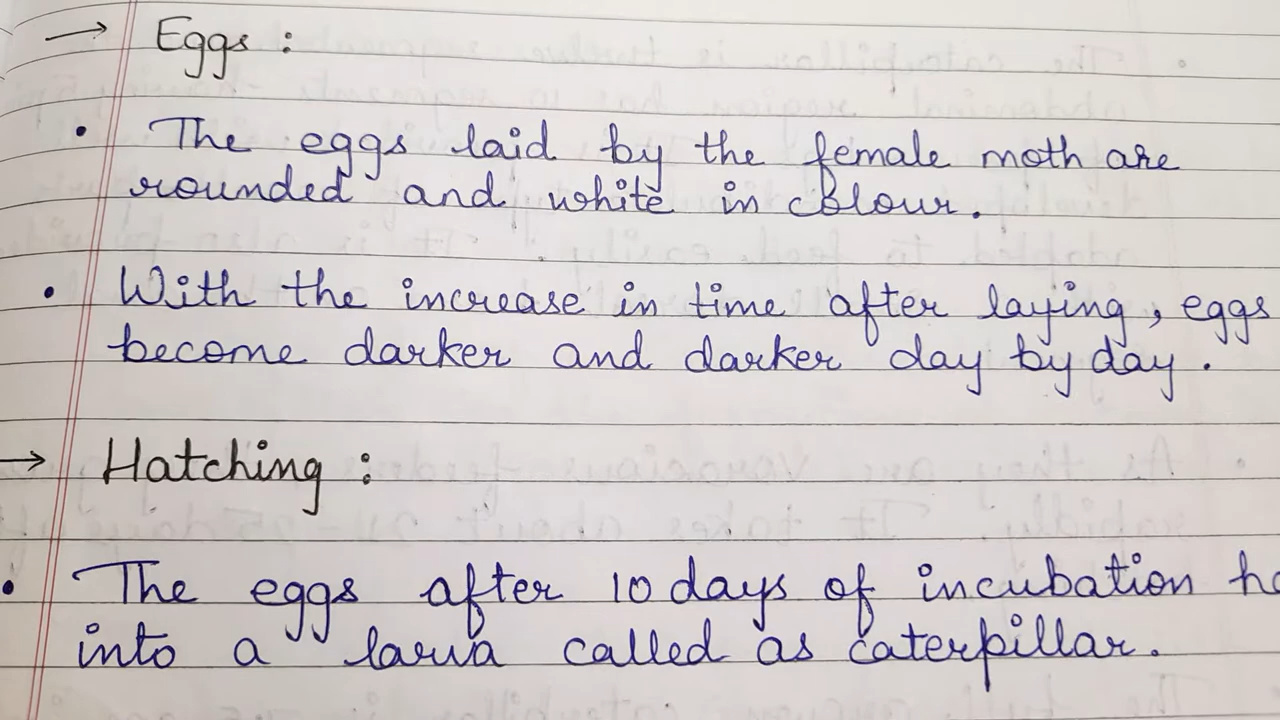 → Eggs :
• The eggs laid by the female moth are
rounded and white in colour.
• With the increase in time after laying, eggs
become darker and darker day by day.
→ Hatching :
• The eggs after 10 days of incubation
into a larva called as caterpillar.